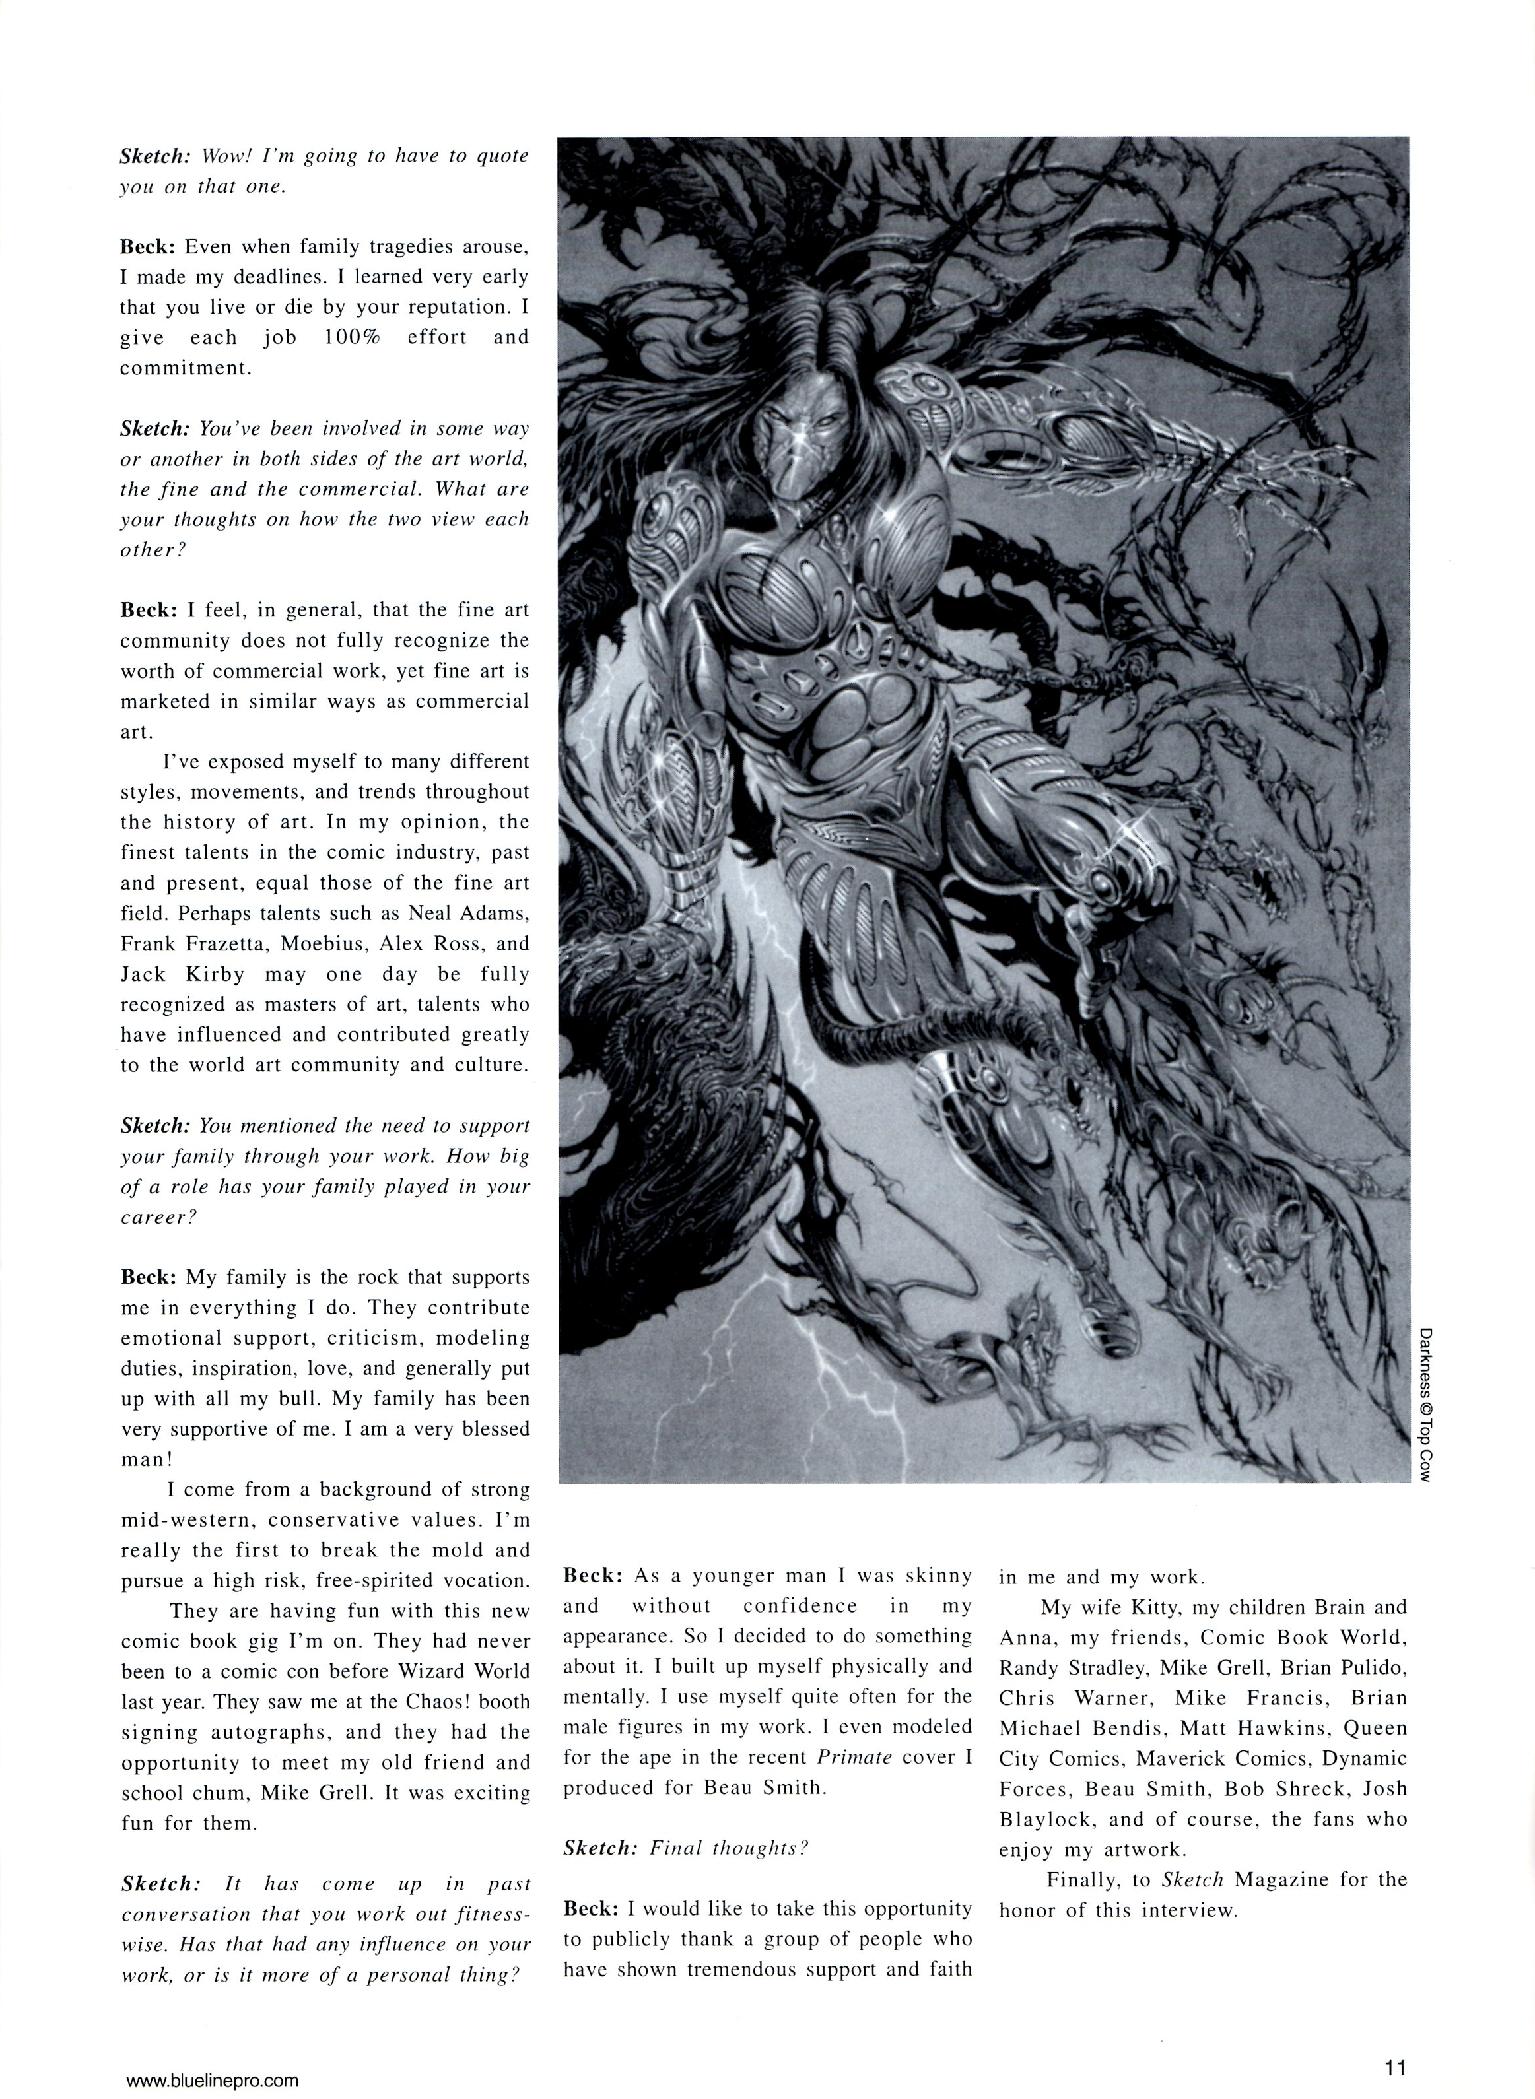 Sketch: Wow! I'm going to have to quote
you on that one.
Beck: Even when family tragedies arouse,
I made my deadlines. I learned very early
that you live or die by your reputation. I
give each job 100% effort and
commitment.
Sketch: You've been involved in some way
or another in both sides of the art world,
the fine and the commercial. What are
your thoughts on how the two view each
other?
Beck: I feel, in general, that the fine art
community does not fully recognize the
worth of commercial work, yet fine art is
marketed in similar ways as commercial
art.
I've exposed myself to many different
styles, movements, and trends throughout
the history of art. In my opinion, the
finest talents in the comic industry, past
and present, equal those of the fine art
field. Perhaps talents such as Neal Adams,
Frank Frazetta, Moebius, Alex Ross, and
Jack Kirby may one day be fully
recognized as masters of art, talents who
have influenced and contributed greatly
to the world art community and culture.
Sketch: You mentioned the need to support
your family through your work. How big
of a role has your family played in your
career?
Beck: My family is the rock that supports
me in everything I do. They contribute
emotional support, criticism, modeling
duties, inspiration, love, and generally put
up with all my bull. My family has been
very supportive of me. I am a very blessed
man!
I come from a background of strong
mid-western, conservative values. I'm
really the first to break the mold and
pursue a high risk, free-spirited vocation.
They are having fun with this new
comic book gig I'm on. They had never
been to a comic con before Wizard World
last year. They saw me at the Chaos! booth
signing autographs, and they had the
opportunity to meet my old friend and
school chum, Mike Grell. It was exciting
fun for them.
Sketch: It has come up in past
conversation that you work out fitness-
wise. Has that had any influence on your
work, or is it more of a personal thing?
Darkness © Top Cow
Beck: As a younger man I was skinny
and without confidence in my
appearance. So I decided to do something
about it. I built up myself physically and
mentally. I use myself quite often for the
male figures in my work. I even modeled
for the ape in the recent Primate cover I
produced for Beau Smith.
Sketch: Final thoughts?
Beck: I would like to take this opportunity
to publicly thank a group of people who
have shown tremendous support and faith
in me and my work.
My wife Kitty, my children Brain and
Anna, my friends, Comic Book World,
Randy Stradley, Mike Grell, Brian Pulido,
Chris Warner, Mike Francis, Brian
Michael Bendis, Matt Hawkins, Queen
City Comics, Maverick Comics, Dynamic
Forces, Beau Smith, Bob Shreck, Josh
Blaylock, and of course, the fans who
enjoy my artwork.
Finally, to Sketch Magazine for the
honor of this interview.
www.bluelinepro.com
11